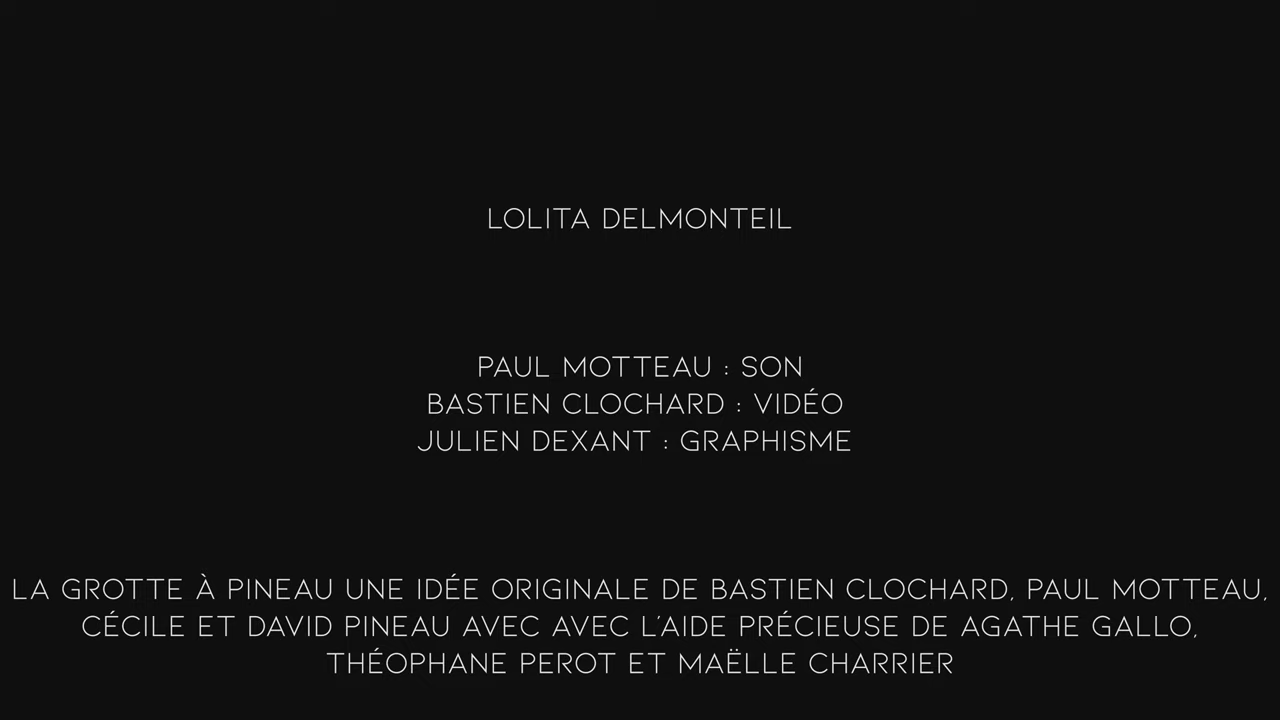 LOLITA DELMONTEIL
PAUL MOTTEAU : SON
BASTIEN CLOCHARD : VIDÉO
JULIEN DEXANT : GRAPHISME
LA GROTTE À PINEAU UNE IDÉE ORIGINALE DE BASTIEN CLOCHARD, PAUL MOTTEAU,
CÉCILE ET DAVID PINEAU AVEC AVEC L'AIDE PRÉCIEUSE DE AGATHE GALLO,
THÉOPHANE PEROT ET MAËLLE CHARRIER